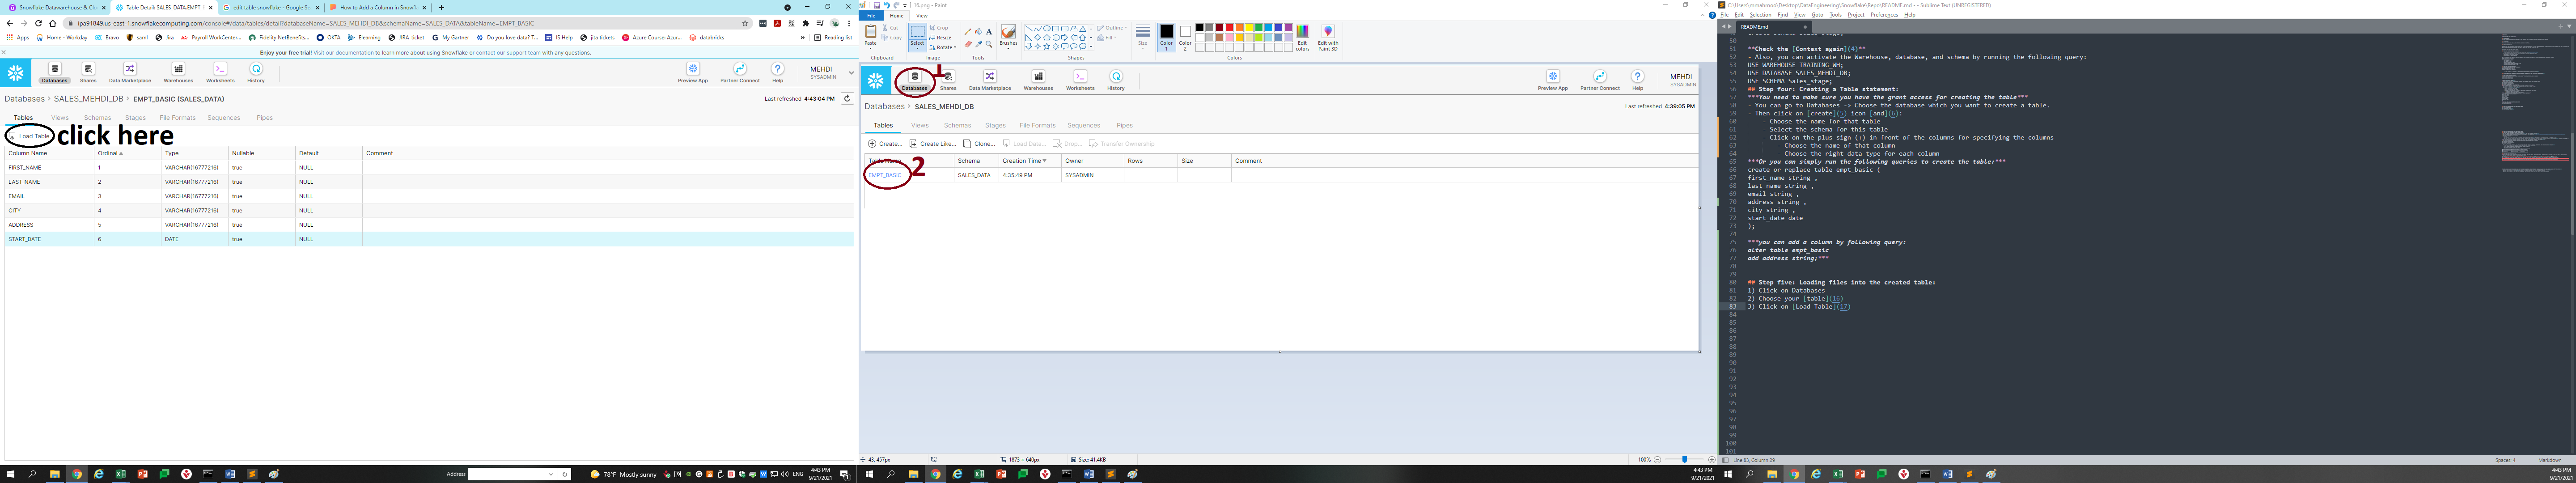 Snowflake Datawarehouse & Clo
Table Detail: SALES_DATA.EMPT_
edit table snowflake - Google Se
How to Add a Column in Snowfla
ipa91849.us-east-1.snowflakecomputing.com/console#/data/tables/detail?databaseName=SALES_MEHDI_DB&schemaName=SALES_DATA&tableName=EMPT_BASIC
Apps Home - Workday Bravo saml Jira Payroll WorkCenter... Fidelity NetBenefits... OKTA Elearning JIRA_ticket My Gartner Do you love data? T... IS Help jita tickets Azure Course: Azur... databricks » Reading list
Enjoy your free trial! Visit our documentation to learn more about using Snowflake or contact our support team with any questions.
Databases Shares Data Marketplace Warehouses Worksheets History Preview App Partner Connect Help MEHDI
SYSADMIN
Databases > SALES_MEHDI_DB > EMPT_BASIC (SALES_DATA) Last refreshed 4:43:04 PM
Tables Views Schemas Stages File Formats Sequences Pipes
Load Table click here
Column Name Ordinal Type Nullable Default Comment
FIRST_NAME 1 VARCHAR(16777216) true NULL
LAST_NAME 2 VARCHAR(16777216) true NULL
EMAIL 3 VARCHAR(16777216) true NULL
CITY 4 VARCHAR(16777216) true NULL
ADDRESS 5 VARCHAR(16777216) true NULL
START_DATE 6 DATE true NULL
Address 78°F Mostly sunny ENG 4:43 PM
9/21/2021
16.png - Paint
File Home View
Paste Cut Copy Select Crop Resize Rotate Brushes Outline Fill Size Color 1 Color 2 Edit colors Edit with Paint 3D
Clipboard Image Tools Shapes Colors
1
Databases Shares Data Marketplace Warehouses Worksheets History Preview App Partner Connect Help MEHDI
SYSADMIN
Databases > SALES_MEHDI_DB Last refreshed 4:39:05 PM
Tables Views Schemas Stages File Formats Sequences Pipes
Create... Create Like... Clone... Load Data... Drop... Transfer Ownership
Table Name Schema Creation Time Owner Rows Size Comment
EMPT_BASIC 2 SALES_DATA 4:35:49 PM SYSADMIN
43, 457px 1873 × 640px Size: 41.4KB 100%
4:43 PM
9/21/2021
C:\Users\mmahmoo\Desktop\DataEngineering\Snowflake\Repo\README.md • - Sublime Text (UNREGISTERED)
File Edit Selection Find View Goto Tools Project Preferences Help
README.md
50
51 **Check the [Context again](4)**
52 - Also, you can activate the Warehouse, database, and schema by running the following query:
53 USE WAREHOUSE TRAINING_WH;
54 USE DATABASE SALES_MEHDI_DB;
55 USE SCHEMA Sales_stage;
56 ## Step four: Creating a Table statement:
57 ***You need to make sure you have the grant access for creating the table***
58 - You can go to Databases -> Choose the database which you want to create a table.
59 - Then click on [create](5) icon [and](6):
60 - Choose the name for that table
61 - Select the schema for this table
62 - Click on the plus sign (+) in front of the columns for specifying the columns
63 - Choose the name of that column
64 - Choose the right data type for each column
65 ***Or you can simply run the following queries to create the table:***
66 create or replace table empt_basic (
67 first_name string ,
68 last_name string ,
69 email string ,
70 address string ,
71 city string ,
72 start_date date
73 );
74
75 ***you can add a column by following query:
76 alter table empt_basic
77 add address string;***
78
79
80 ## Step five: Loading files into the created table:
81 1) Click on Databases
82 2) Choose your [table](16)
83 3) Click on [Load Table](17)
84
85
86
87
88
89
90
91
92
93
94
95
96
97
98
99
100
101
Line 83, Column 29 Spaces: 4 Markdown
4:43 PM
9/21/2021